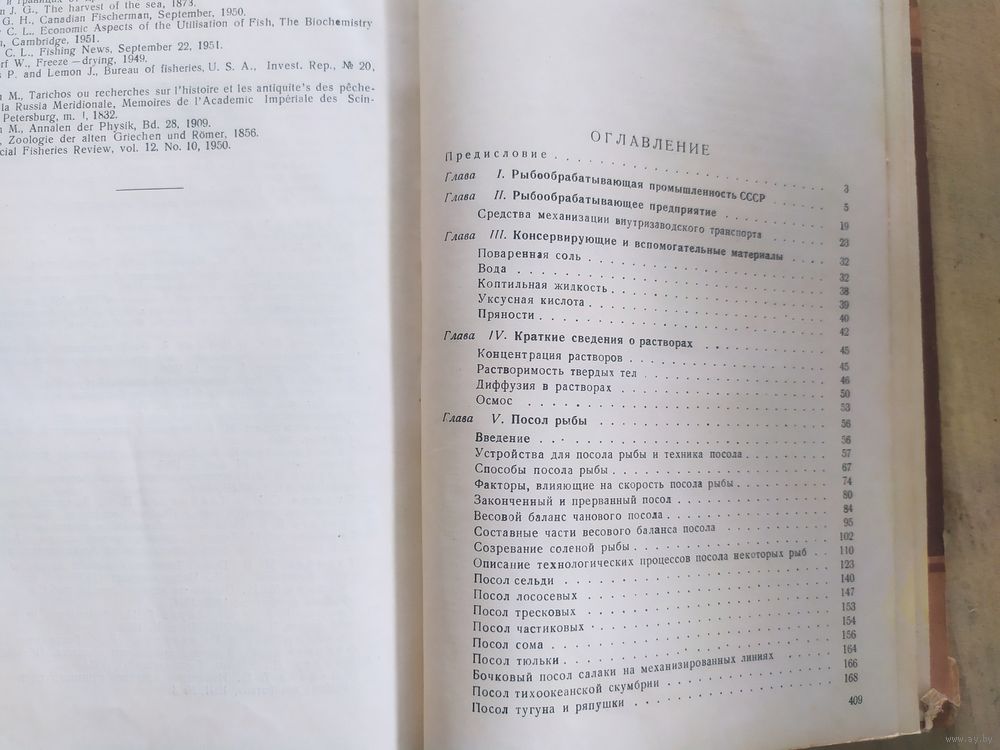 n J. G., The harvest of the sea, 1873.
G. H., Canadian Fischerman, September, 1950.
C. L., Economic Aspects of the Utilisation of Fish, The Biochemistry
Cambridge, 1951.
C. L., Fishing News, September 22, 1951.
rf W., Freeze—drying, 1949.
s P. and Lemon J., Bureau of fisheries, U. S. A., Invest. Rep., № 20,
M., Tarichos ou recherches sur l'histoire et les antiquite's des pêche-
la Russia Meridionale, Memoires de l'Academic Impériale des Scin-
Petersburg, m. I, 1832.
n M., Annalen der Physik, Bd. 28, 1909.
Zoologie der alten Griechen und Römer, 1856.
cial Fisheries Review, vol. 12. No. 10, 1950.
ОГЛАВЛЕНИЕ
Предисловие . . . 3
Глава I. Рыбообрабатывающая промышленность СССР . . . 5
Глава II. Рыбообрабатывающее предприятие . . . 19
Средства механизации внутризаводского транспорта . . . 23
Глава III. Консервирующие и вспомогательные материалы . . . 32
Поваренная соль . . . 32
Вода . . . 38
Коптильная жидкость . . . 39
Уксусная кислота . . . 40
Пряности . . . 42
Глава IV. Краткие сведения о растворах . . . 45
Концентрация растворов . . . 45
Растворимость твердых тел . . . 46
Диффузия в растворах . . . 50
Осмос . . . 53
Глава V. Посол рыбы . . . 56
Введение . . . 56
Устройства для посола рыбы и техника посола . . . 57
Способы посола рыбы . . . 67
Факторы, влияющие на скорость посола рыбы . . . 74
Законченный и прерванный посол . . . 80
Весовой баланс чанового посола . . . 84
Составные части весового баланса посола . . . 95
Созревание соленой рыбы . . . 102
Описание технологических процессов посола некоторых рыб . . . 110
Посол сельди . . . 123
Посол лососевых . . . 140
Посол тресковых . . . 147
Посол частиковых . . . 153
Посол сома . . . 154
Посол тюльки . . . 156
Бочковый посол салаки на механизированных линиях . . . 164
Посол тихоокеанской скумбрии . . . 166
Посол тугуна и ряпушки . . . 168
409
www.ay.by